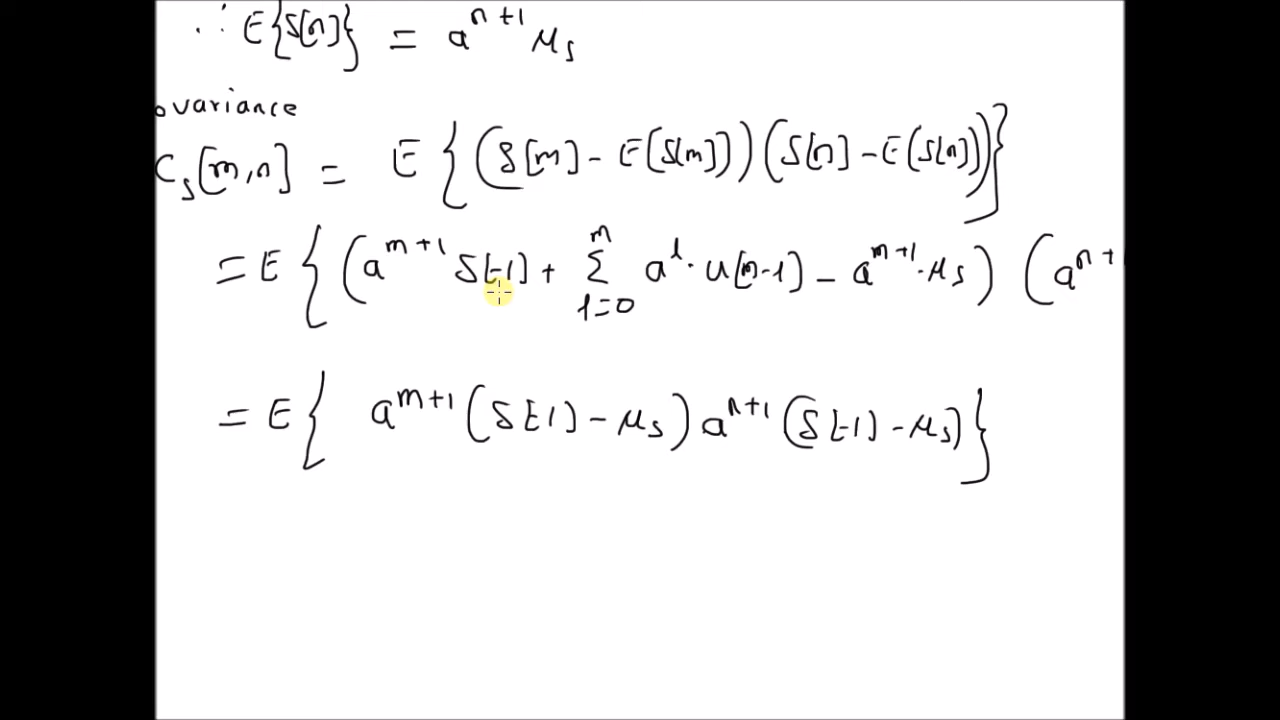 ∴ E{S[n]} = a^{n+1} μ_s
ovariance
C_s[m,n] = E{(S[m] - E(S[m]))(S[n] - E(S[n]))}
= E{(a^{m+1} S[-1] + Σ_{l=0}^{m} a^l · u[n-1] - a^{m+1} · μ_s) (a^{n+
= E{ a^{m+1} (S[-1] - μ_s) a^{n+1} (S[-1] - μ_s)}